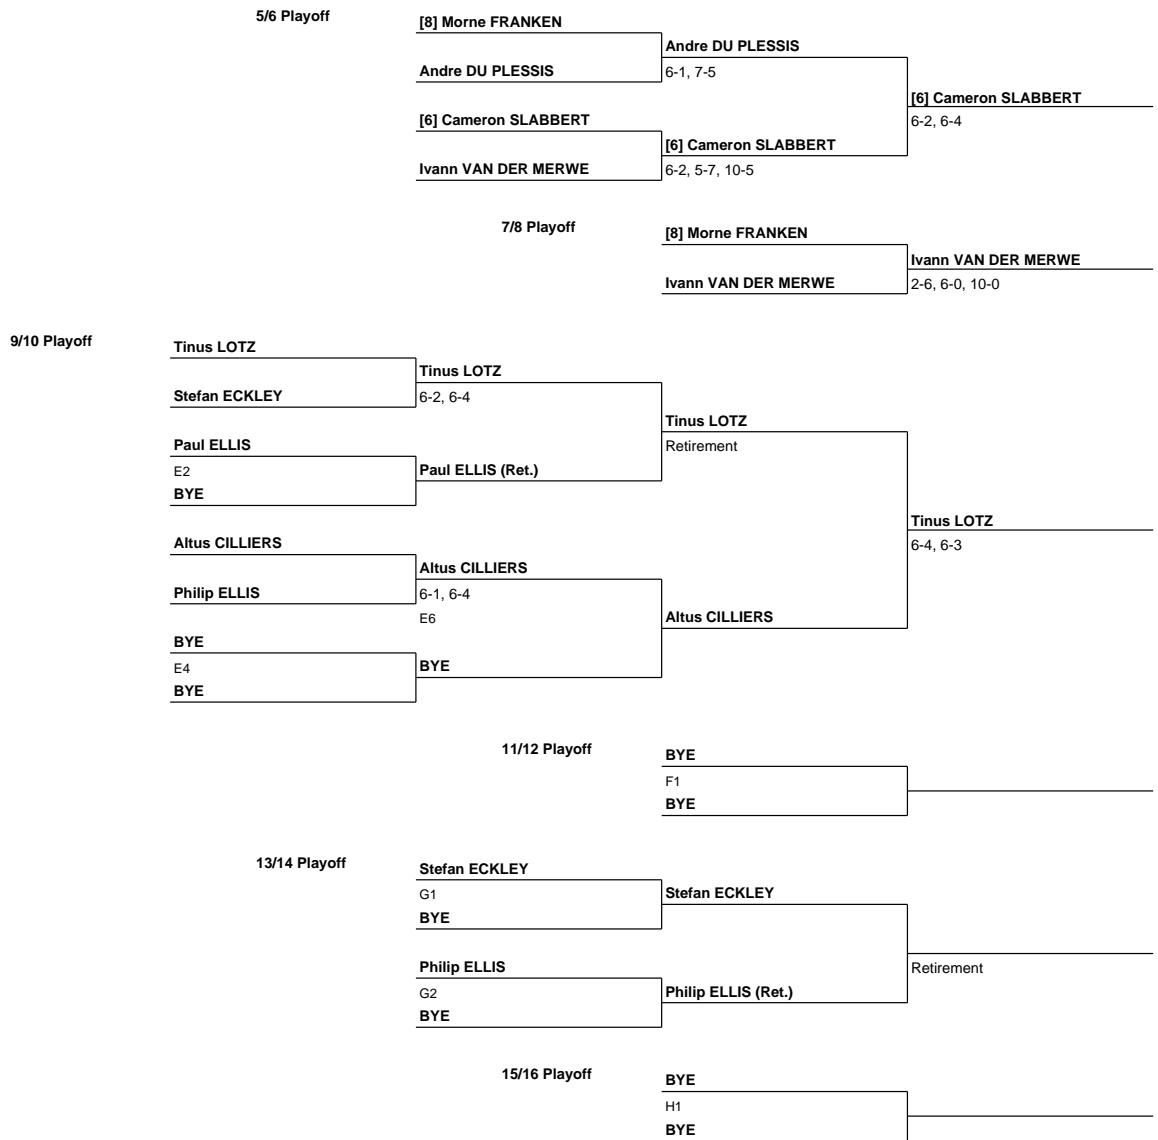 5/6 Playoff
[8] Morne FRANKEN
Andre DU PLESSIS
Andre DU PLESSIS
6-1, 7-5
[6] Cameron SLABBERT
6-2, 6-4
[6] Cameron SLABBERT
[6] Cameron SLABBERT
Ivann VAN DER MERWE
6-2, 5-7, 10-5
7/8 Playoff
[8] Morne FRANKEN
Ivann VAN DER MERWE
Ivann VAN DER MERWE
2-6, 6-0, 10-0
9/10 Playoff
Tinus LOTZ
Tinus LOTZ
Stefan ECKLEY
6-2, 6-4
Tinus LOTZ
Retirement
Paul ELLIS
E2
Paul ELLIS (Ret.)
BYE
Tinus LOTZ
6-4, 6-3
Altus CILLIERS
Altus CILLIERS
Philip ELLIS
6-1, 6-4
E6
Altus CILLIERS
BYE
E4
BYE
BYE
11/12 Playoff
BYE
F1
BYE
13/14 Playoff
Stefan ECKLEY
G1
Stefan ECKLEY
BYE
Philip ELLIS
Retirement
G2
Philip ELLIS (Ret.)
BYE
15/16 Playoff
BYE
H1
BYE